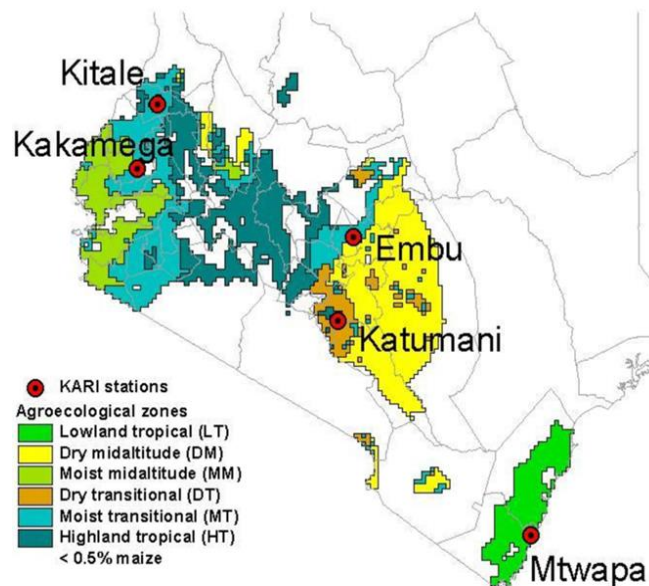 Kitale
Kakamega
Embu
Katumani
KARI stations
Agroecological zones
Lowland tropical (LT)
Dry midaltitude (DM)
Moist midaltitude (MM)
Dry transitional (DT)
Moist transitional (MT)
Highland tropical (HT)
< 0.5% maize
Mtwapa